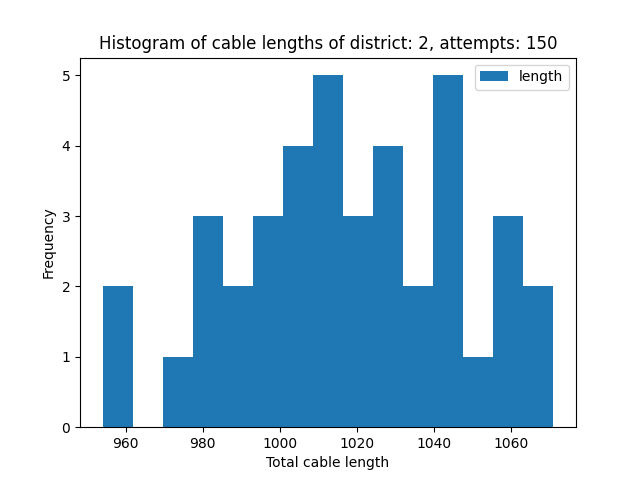 Histogram of cable lengths of district: 2, attempts: 150
length
5
4
3
2
1
0
Frequency
960 980 1000 1020 1040 1060
Total cable length